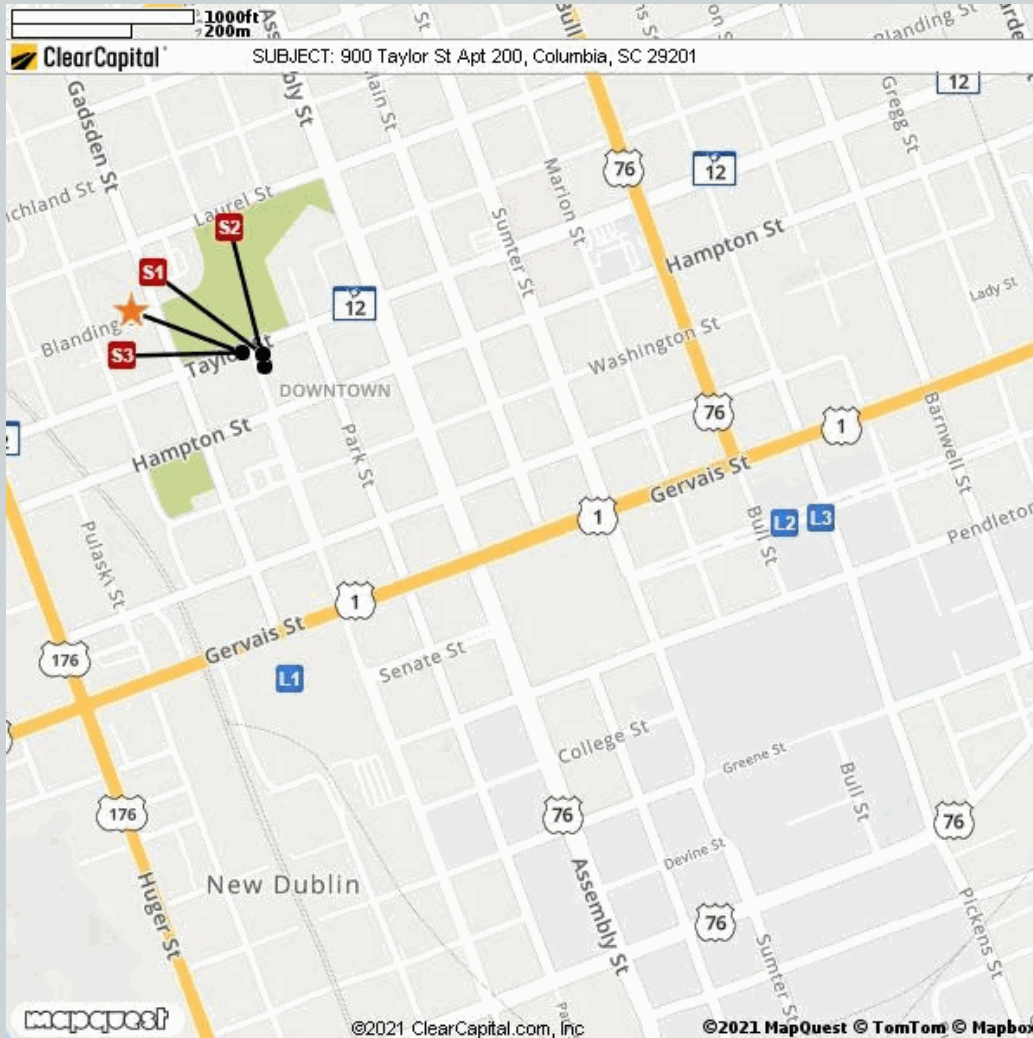 1000ft
200m
ClearCapital
SUBJECT: 900 Taylor St Apt 200, Columbia, SC 29201
Main St
Gadsden St
12
Gregg St
76
12
Marion St
Laurel St
S2
Sumter St
Hampton St
S1
Lady St
12
Blanding
Washington St
S3
Taylor St
DOWNTOWN
76
1
Barnwell St
Hampton St
Park St
Gervais St
L2
L3
1
Bull St
Pendleton
Pulaski St
1
Gervais St
176
Senate St
L1
College St
Greene St
Bull St
176
76
76
Devine St
New Dublin
Assembly St
Huger St
76
Pickens St
Sumter St
mapquest
©2021 ClearCapital.com, Inc
©2021 MapQuest © TomTom © Mapbox